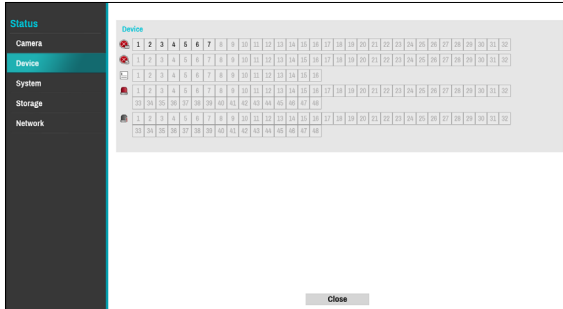 Status
Camera
Device
System
Storage
Network
Device
1 2 3 4 5 6 7 8 9 10 11 12 13 14 15 16 17 18 19 20 21 22 23 24 25 26 27 28 29 30 31 32
1 2 3 4 5 6 7 8 9 10 11 12 13 14 15 16 17 18 19 20 21 22 23 24 25 26 27 28 29 30 31 32
1 2 3 4 5 6 7 8 9 10 11 12 13 14 15 16
1 2 3 4 5 6 7 8 9 10 11 12 13 14 15 16 17 18 19 20 21 22 23 24 25 26 27 28 29 30 31 32
33 34 35 36 37 38 39 40 41 42 43 44 45 46 47 48
1 2 3 4 5 6 7 8 9 10 11 12 13 14 15 16 17 18 19 20 21 22 23 24 25 26 27 28 29 30 31 32
33 34 35 36 37 38 39 40 41 42 43 44 45 46 47 48
Close